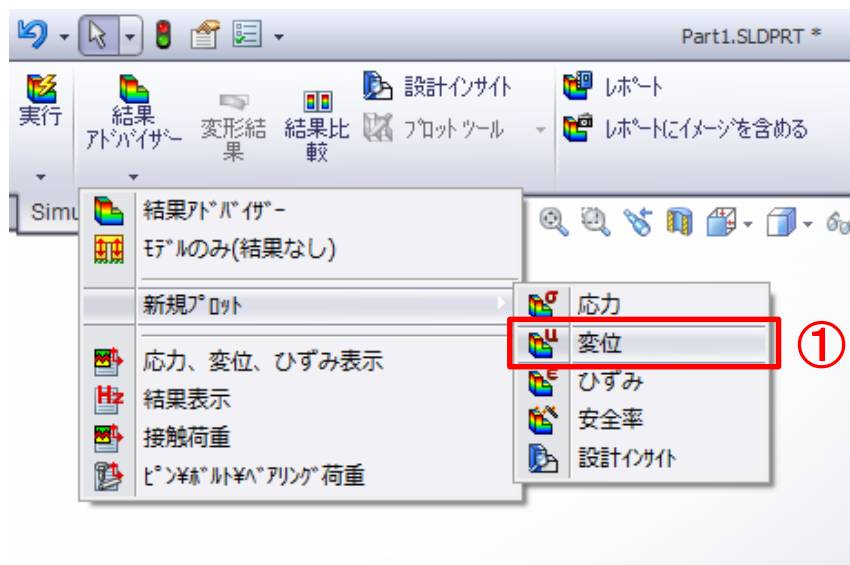 Part1.SLDPRT *
実行
結果
ｱﾄﾞﾊﾞｲｻﾞｰ
変形結
果
結果比
較
設計ｲﾝｻｲﾄ
ﾌﾟﾛｯﾄ ﾂｰﾙ
ﾚﾎﾟｰﾄ
ﾚﾎﾟｰﾄにｲﾒｰｼﾞを含める
Simu
結果ｱﾄﾞﾊﾞｲｻﾞｰ
ﾓﾃﾞﾙのみ(結果なし)
新規ﾌﾟﾛｯﾄ
応力、変位、ひずみ表示
Hz
結果表示
接触荷重
ﾋﾟﾝ¥ﾎﾞﾙﾄ¥ﾍﾞｱﾘﾝｸﾞ荷重
σ
応力
u
変位
①
ε
ひずみ
安全率
設計ｲﾝｻｲﾄ